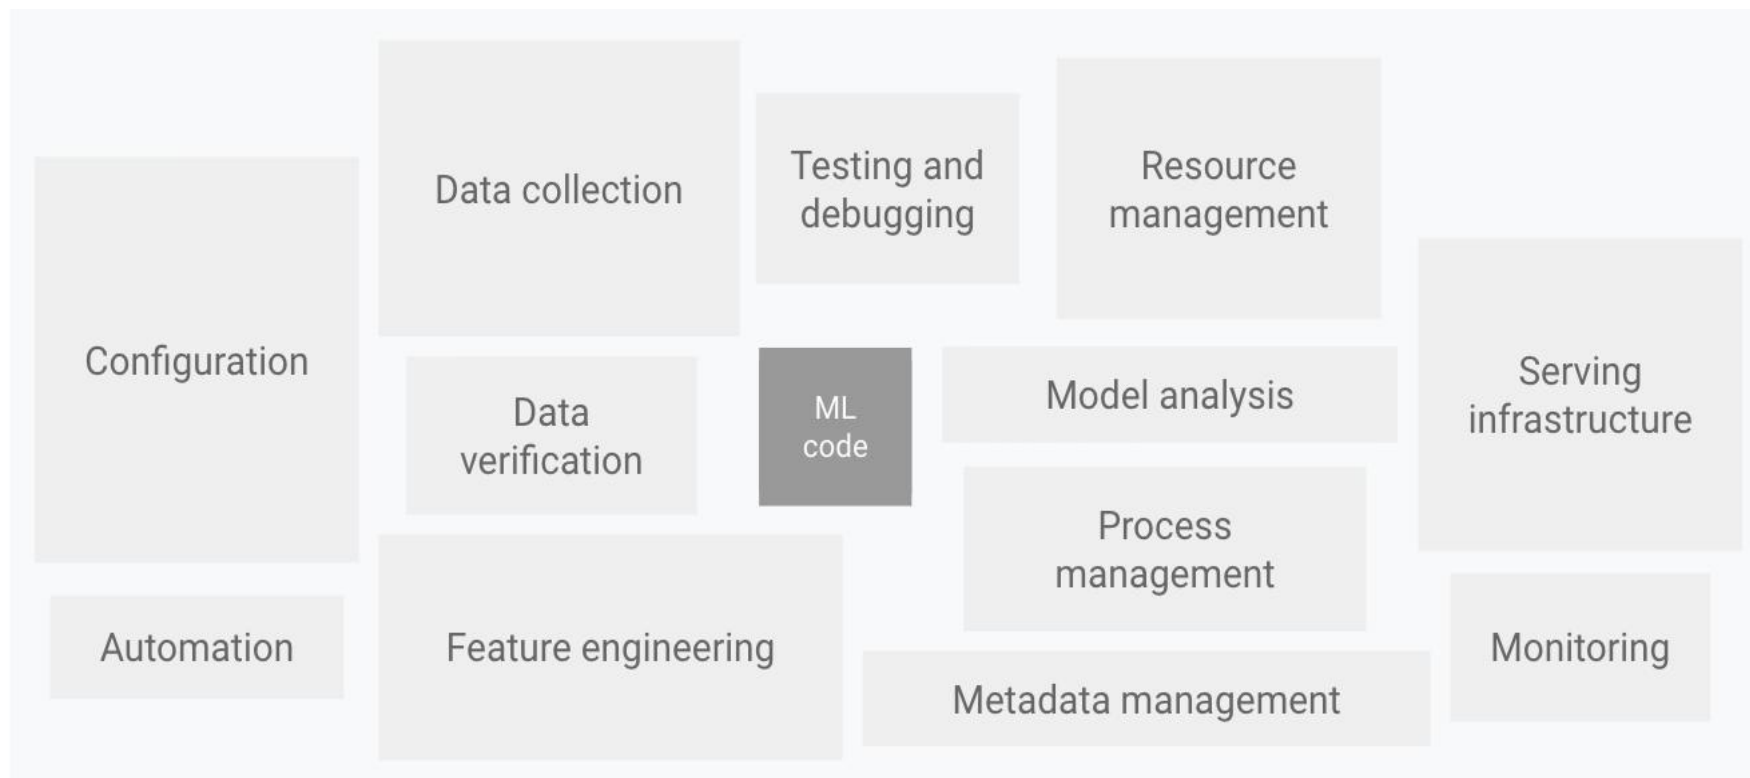 Data collection
Testing and
debugging
Resource
management
Configuration
Data
verification
ML
code
Model analysis
Serving
infrastructure
Process
management
Automation
Feature engineering
Metadata management
Monitoring